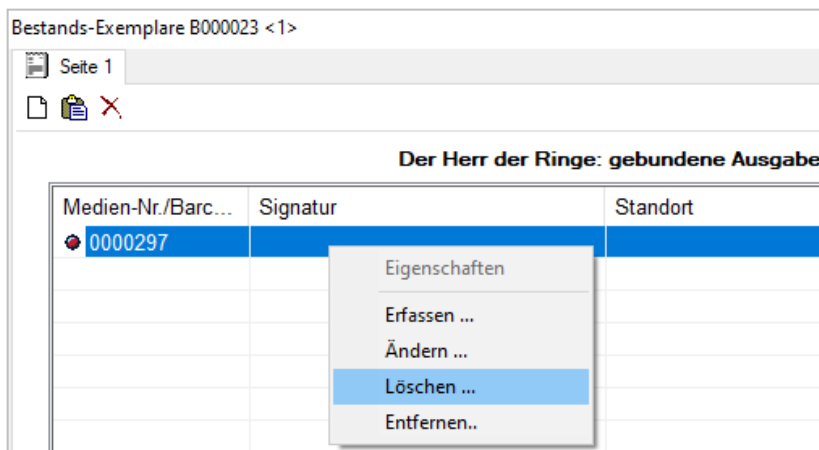 Bestands-Exemplare B000023 <1>
Seite 1
Der Herr der Ringe: gebundene Ausgabe
Medien-Nr./Barc... Signatur Standort
0000297
Eigenschaften
Erfassen ...
Ändern ...
Löschen ...
Entfernen..